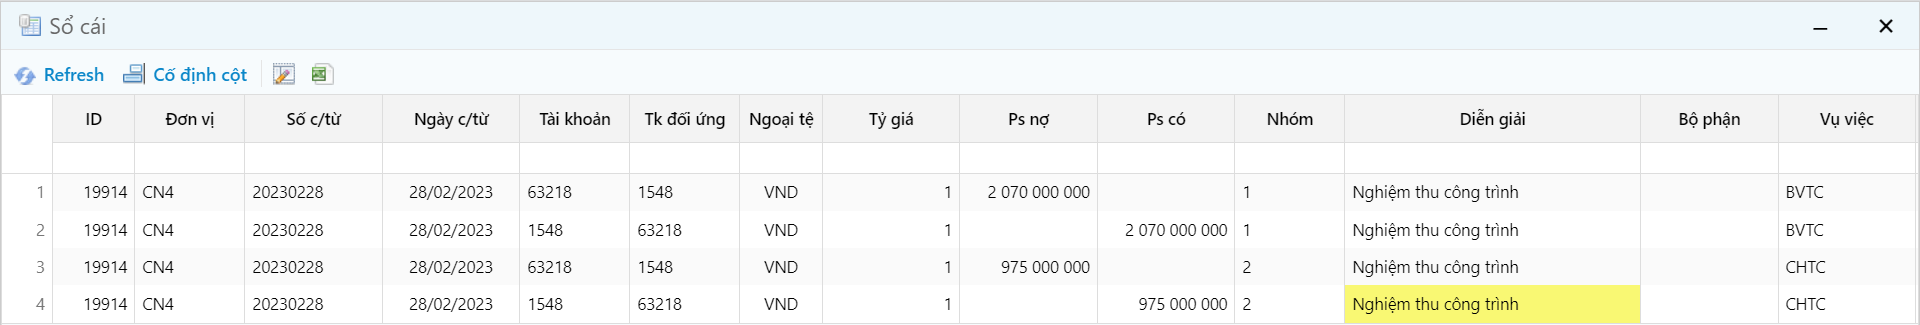 Sổ cái
Refresh Cố định cột
ID Đơn vị Số c/từ Ngày c/từ Tài khoản Tk đối ứng Ngoại tệ Tỷ giá Ps nợ Ps có Nhóm Diễn giải Bộ phận Vụ việc
1 19914 CN4 20230228 28/02/2023 63218 1548 VND 1 2 070 000 000 1 Nghiệm thu công trình BVTC
2 19914 CN4 20230228 28/02/2023 1548 63218 VND 1 2 070 000 000 1 Nghiệm thu công trình BVTC
3 19914 CN4 20230228 28/02/2023 63218 1548 VND 1 975 000 000 2 Nghiệm thu công trình CHTC
4 19914 CN4 20230228 28/02/2023 1548 63218 VND 1 975 000 000 2 Nghiệm thu công trình CHTC